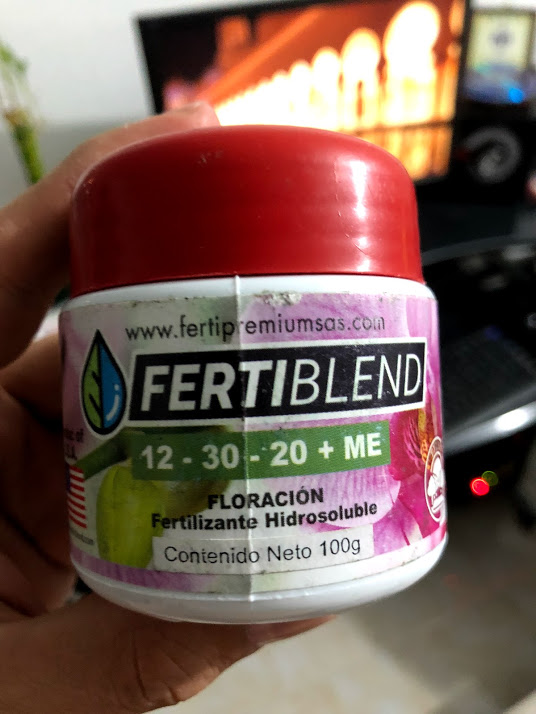 www.fertipremiumsas.com
FERTIBLEND
12 - 30 - 20 + ME
FLORACIÓN
Fertilizante Hidrosoluble
Contenido Neto 100g